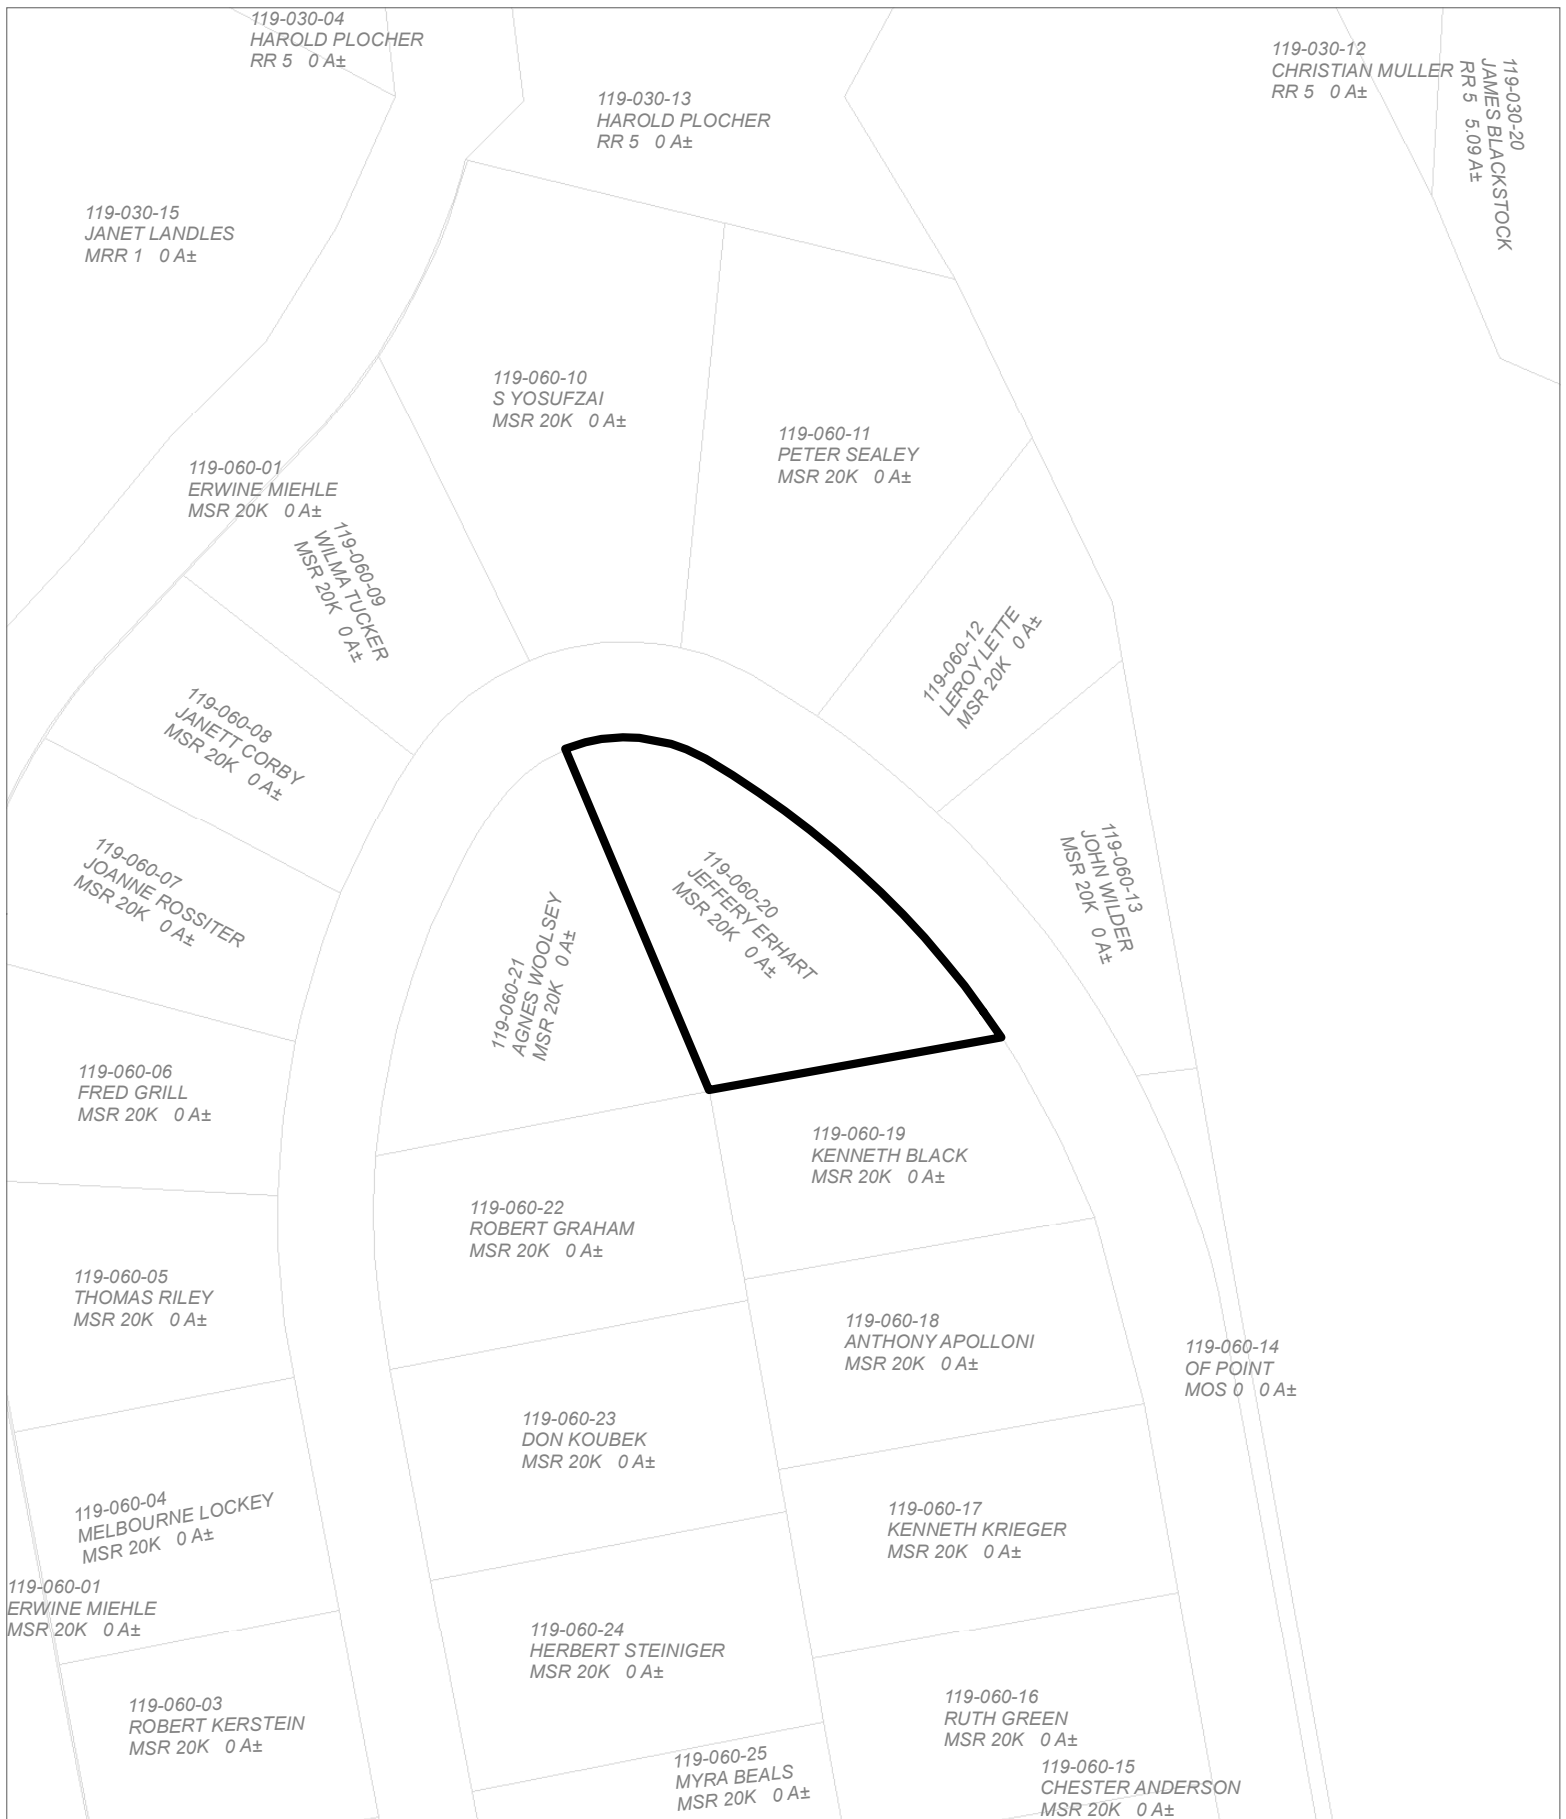 119-030-04
HAROLD PLOCHER
RR 5 0 A±
119-030-13
HAROLD PLOCHER
RR 5 0 A±
119-030-12
CHRISTIAN MULLER
RR 5 0 A±
119-030-20
JAMES BLACKSTOCK
RR 5 5.09 A±
119-030-15
JANET LANDLES
MRR 1 0 A±
119-060-10
S YOSUFZAI
MSR 20K 0 A±
119-060-11
PETER SEALEY
MSR 20K 0 A±
119-060-01
ERWINE MIEHLE
MSR 20K 0 A±
119-060-09
WILMA TUCKER
MSR 20K 0 A±
119-060-12
LEROY LETTE
MSR 20K 0 A±
119-060-08
JANETT CORBY
MSR 20K 0 A±
119-060-07
JOANNE ROSSITER
MSR 20K 0 A±
119-060-20
JEFFERY ERHART
MSR 20K 0 A±
119-060-13
JOHN WILDER
MSR 20K 0 A±
119-060-21
AGNES WOOLSEY
MSR 20K 0 A±
119-060-06
FRED GRILL
MSR 20K 0 A±
119-060-19
KENNETH BLACK
MSR 20K 0 A±
119-060-22
ROBERT GRAHAM
MSR 20K 0 A±
119-060-05
THOMAS RILEY
MSR 20K 0 A±
119-060-18
ANTHONY APOLLONI
MSR 20K 0 A±
119-060-14
OF POINT
MOS 0 0 A±
119-060-23
DON KOUBEK
MSR 20K 0 A±
119-060-04
MELBOURNE LOCKEY
MSR 20K 0 A±
119-060-17
KENNETH KRIEGER
MSR 20K 0 A±
119-060-01
ERWINE MIEHLE
MSR 20K 0 A±
119-060-24
HERBERT STEINIGER
MSR 20K 0 A±
119-060-03
ROBERT KERSTEIN
MSR 20K 0 A±
119-060-16
RUTH GREEN
MSR 20K 0 A±
119-060-25
MYRA BEALS
MSR 20K 0 A±
119-060-15
CHESTER ANDERSON
MSR 20K 0 A±